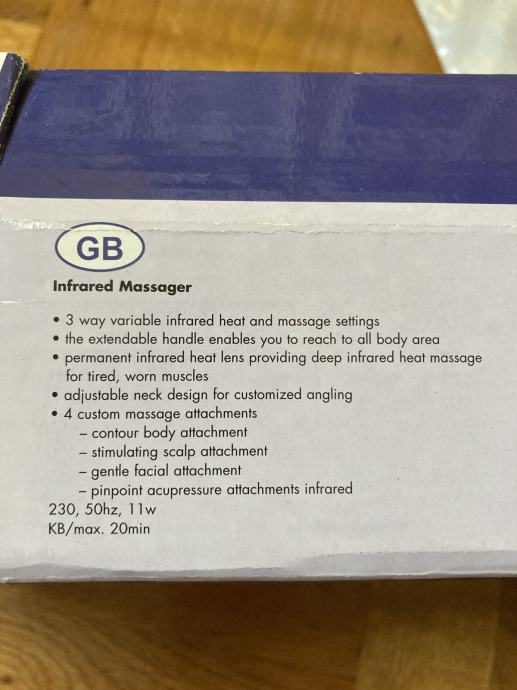 GB
Infrared Massager
• 3 way variable infrared heat and massage settings
• the extendable handle enables you to reach to all body area
• permanent infrared heat lens providing deep infrared heat massage
for tired, worn muscles
• adjustable neck design for customized angling
• 4 custom massage attachments
– contour body attachment
– stimulating scalp attachment
– gentle facial attachment
– pinpoint acupressure attachments infrared
230, 50hz, 11w
KB/max. 20min